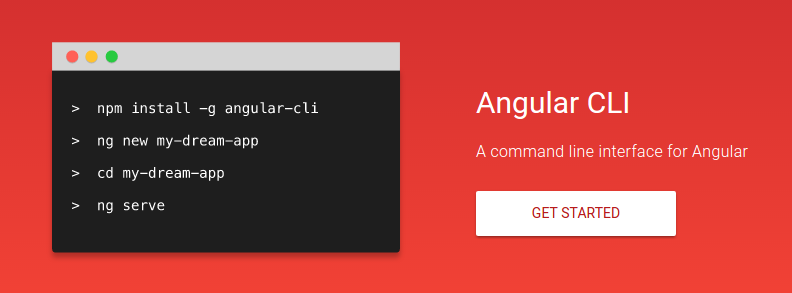 > npm install -g angular-cli
> ng new my-dream-app
> cd my-dream-app
> ng serve
Angular CLI
A command line interface for Angular
GET STARTED